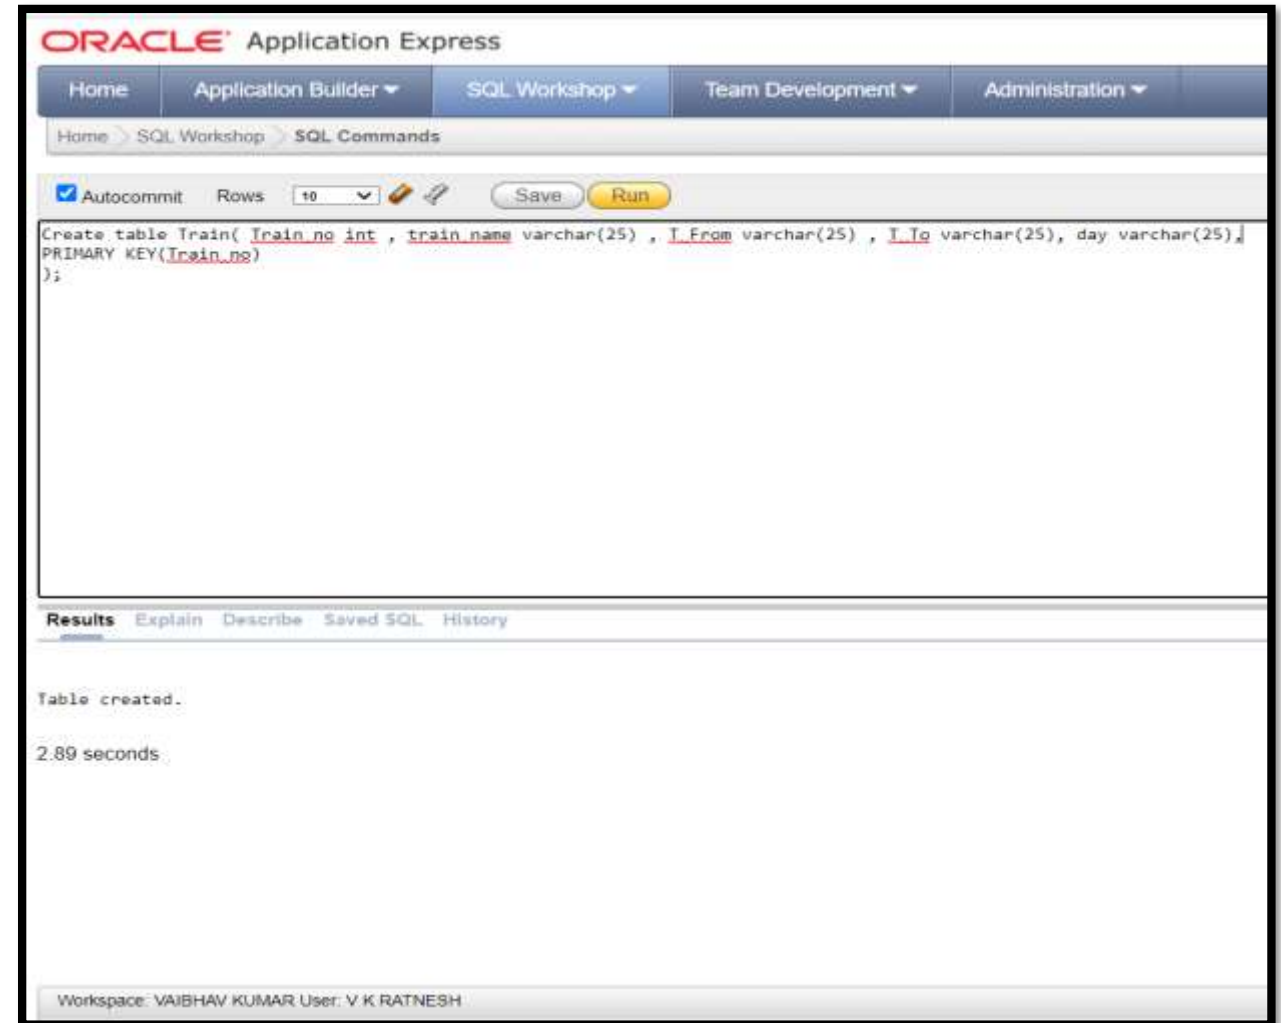 ORACLE Application Express
Home Application Builder SQL Workshop Team Development Administration
Home SQL Workshop SQL Commands
Autocommit Rows 10 Save Run
Create table Train( Train_no int , train_name varchar(25) , T_From varchar(25) , T_To varchar(25), day varchar(25),
PRIMARY KEY(Train_no)
);
Results Explain Describe Saved SQL History
Table created.
2.89 seconds
Workspace: VAIBHAV KUMAR User: V K RATNESH